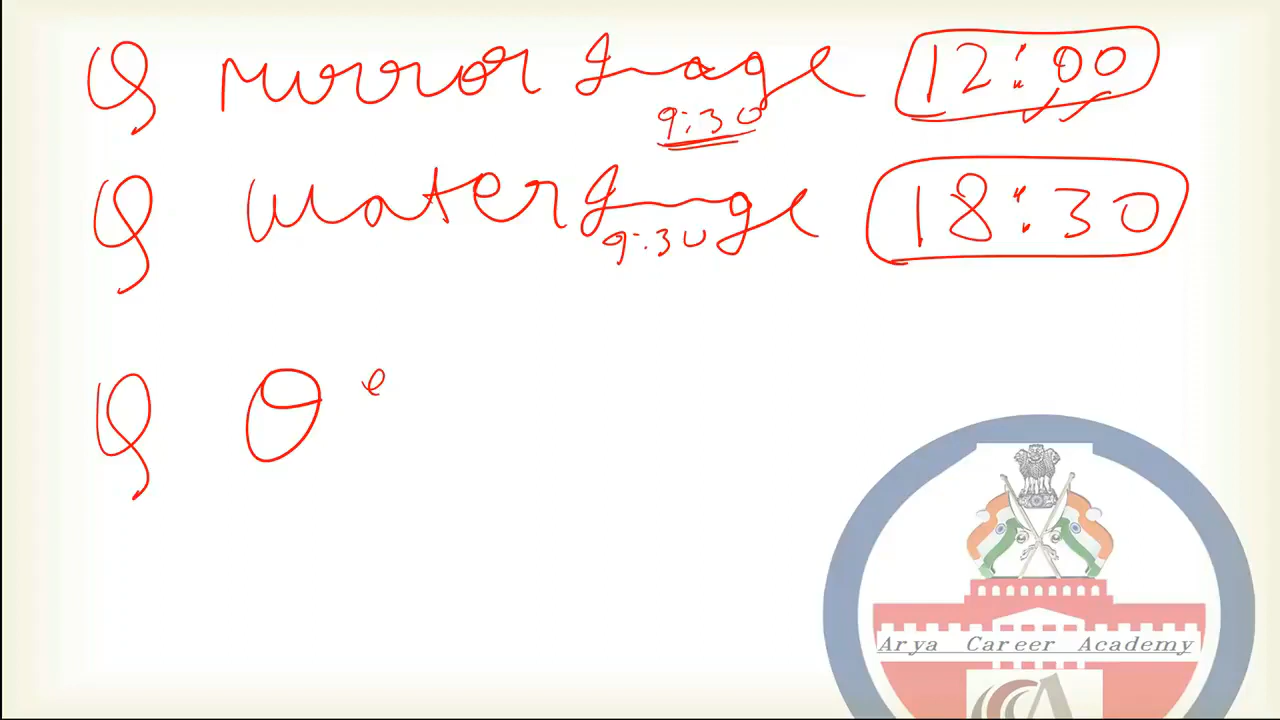 Q Mirror Image 12:00
9:30
Q Water Image 18:30
9:30
Q
Arya Career Academy